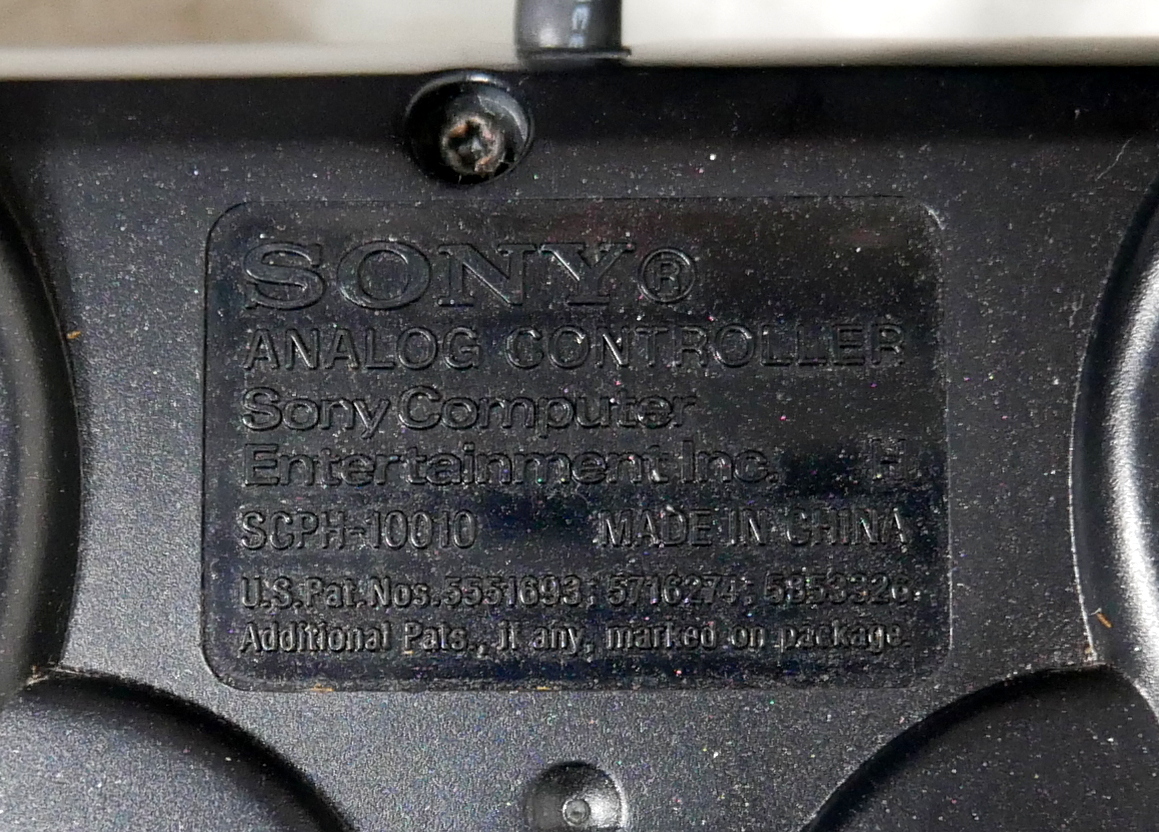 SONY®
ANALOG CONTROLLER
Sony Computer
Entertainment Inc. H
SCPH-10010 MADE IN CHINA
U.S.Pat.Nos.5551693; 5716274; 5853326.
Additional Pats., if any, marked on package.